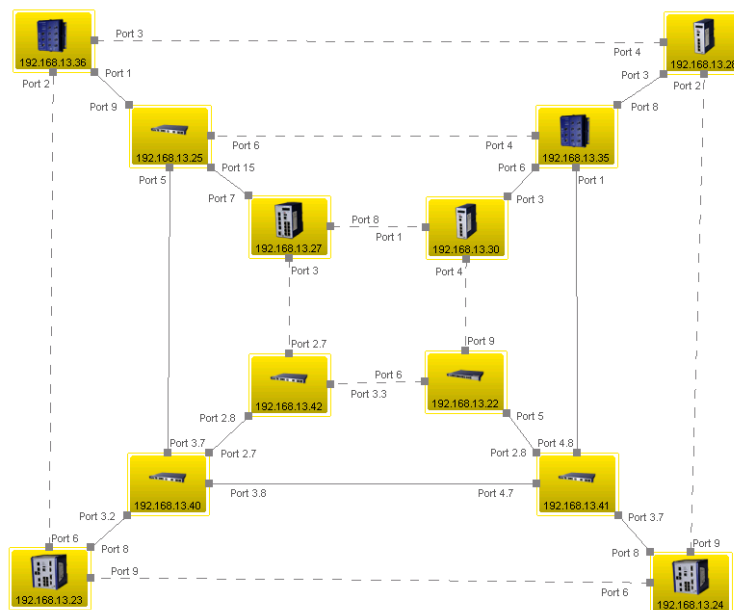 Port 3
Port 4
192.168.13.36
192.168.13.28
Port 2
Port 1
Port 3
Port 2
Port 9
Port 8
Port 6
Port 4
192.168.13.25
192.168.13.35
Port 5
Port 15
Port 6
Port 1
Port 7
Port 3
Port 8
Port 1
192.168.13.27
192.168.13.30
Port 3
Port 4
Port 2.7
Port 9
Port 6
Port 3.3
192.168.13.42
192.168.13.22
Port 2.8
Port 5
Port 3.7
Port 2.7
Port 2.8
Port 4.8
Port 3.8
Port 4.7
192.168.13.40
192.168.13.41
Port 3.2
Port 3.7
Port 6
Port 8
Port 8
Port 9
Port 9
Port 6
192.168.13.23
192.168.13.24